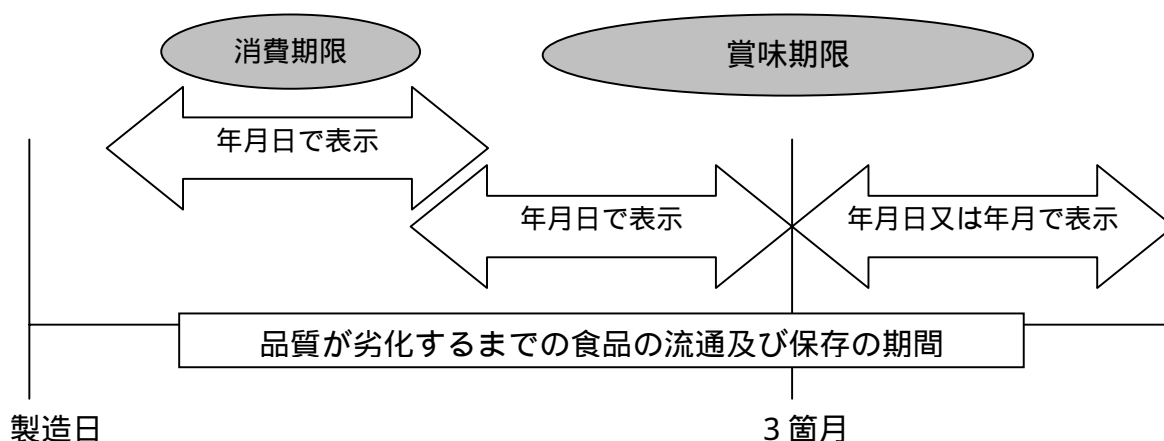 消費期限
賞味期限
年月日で表示
年月日で表示
年月日又は年月で表示
品質が劣化するまでの食品の流通及び保存の期間
製造日
3箇月